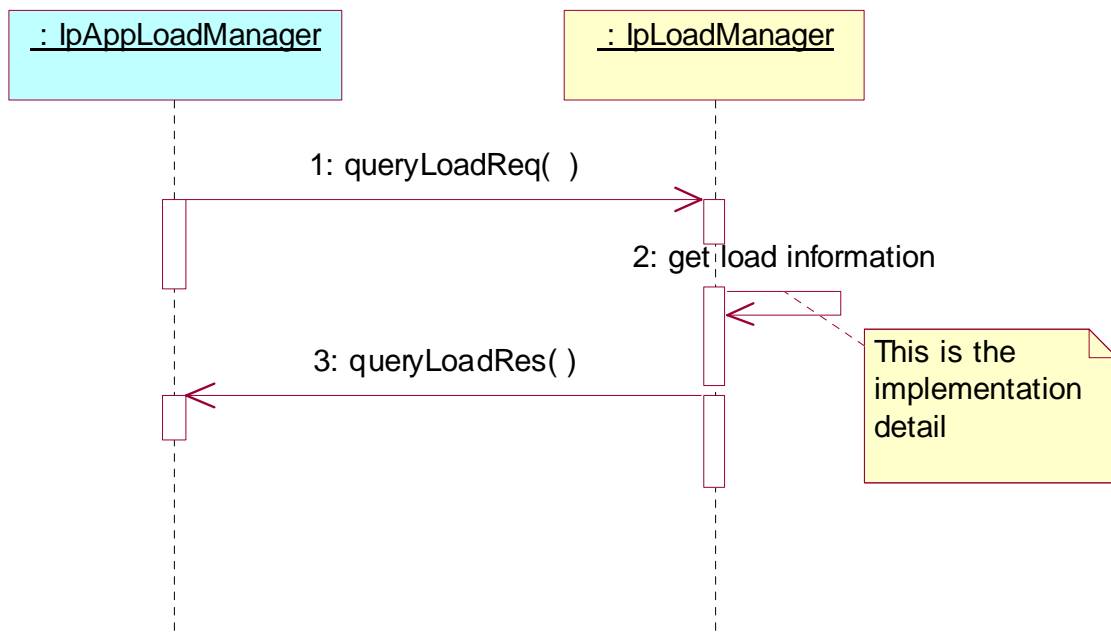 : IpAppLoadManager
: IpLoadManager
1: queryLoadReq(  )
2: get load information
3: queryLoadRes( )
This is the
implementation
detail